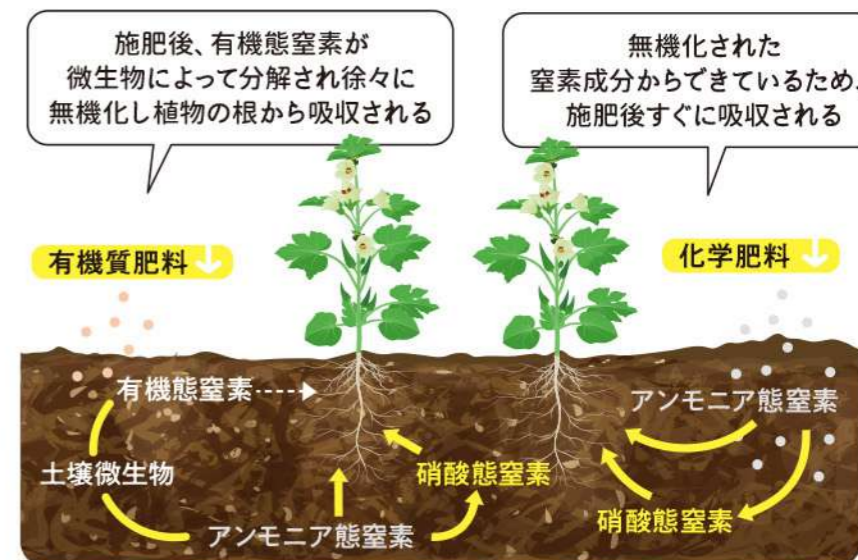 施肥後、有機態窒素が
微生物によって分解され徐々に
無機化し植物の根から吸収される
無機化された
窒素成分からできているため、
施肥後すぐに吸収される
有機質肥料
化学肥料
有機態窒素
土壌微生物
アンモニア態窒素
硝酸態窒素
アンモニア態窒素
硝酸態窒素